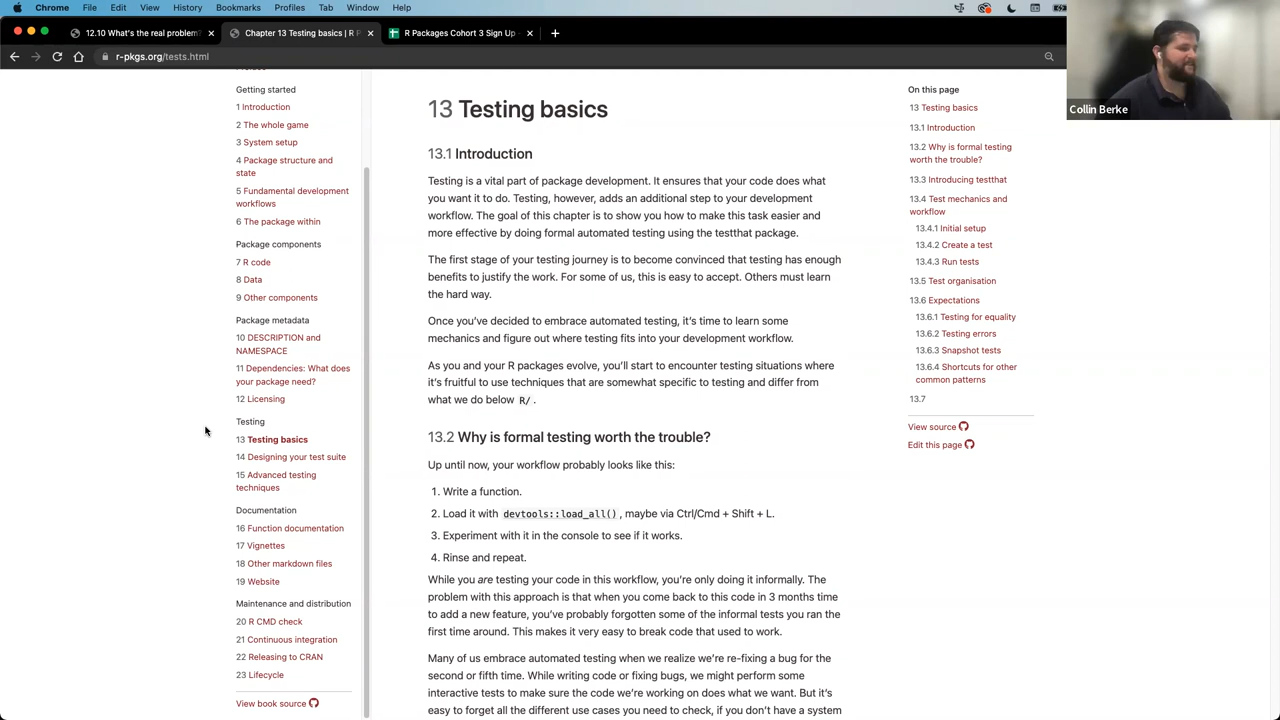 Chrome File Edit View History Bookmarks Profiles Tab Window Help
12.10 What's the real problem?
Chapter 13 Testing basics | R P
R Packages Cohort 3 Sign Up -
r-pkgs.org/tests.html
Collin Berke
Getting started
1 Introduction
2 The whole game
3 System setup
4 Package structure and
state
5 Fundamental development
workflows
6 The package within
Package components
7 R code
8 Data
9 Other components
Package metadata
10 DESCRIPTION and
NAMESPACE
11 Dependencies: What does
your package need?
12 Licensing
Testing
13 Testing basics
14 Designing your test suite
15 Advanced testing
techniques
Documentation
16 Function documentation
17 Vignettes
18 Other markdown files
19 Website
Maintenance and distribution
20 R CMD check
21 Continuous integration
22 Releasing to CRAN
23 Lifecycle
View book source
13 Testing basics
13.1 Introduction
Testing is a vital part of package development. It ensures that your code does what
you want it to do. Testing, however, adds an additional step to your development
workflow. The goal of this chapter is to show you how to make this task easier and
more effective by doing formal automated testing using the testthat package.
The first stage of your testing journey is to become convinced that testing has enough
benefits to justify the work. For some of us, this is easy to accept. Others must learn
the hard way.
Once you've decided to embrace automated testing, it's time to learn some
mechanics and figure out where testing fits into your development workflow.
As you and your R packages evolve, you'll start to encounter testing situations where
it's fruitful to use techniques that are somewhat specific to testing and differ from
what we do below R/ .
13.2 Why is formal testing worth the trouble?
Up until now, your workflow probably looks like this:
1. Write a function.
2. Load it with devtools::load_all(), maybe via Ctrl/Cmd + Shift + L.
3. Experiment with it in the console to see if it works.
4. Rinse and repeat.
While you are testing your code in this workflow, you're only doing it informally. The
problem with this approach is that when you come back to this code in 3 months time
to add a new feature, you've probably forgotten some of the informal tests you ran the
first time around. This makes it very easy to break code that used to work.
Many of us embrace automated testing when we realize we're re-fixing a bug for the
second or fifth time. While writing code or fixing bugs, we might perform some
interactive tests to make sure the code we're working on does what we want. But it's
easy to forget all the different use cases you need to check, if you don't have a system
On this page
13 Testing basics
13.1 Introduction
13.2 Why is formal testing
worth the trouble?
13.3 Introducing testthat
13.4 Test mechanics and
workflow
13.4.1 Initial setup
13.4.2 Create a test
13.4.3 Run tests
13.5 Test organisation
13.6 Expectations
13.6.1 Testing for equality
13.6.2 Testing errors
13.6.3 Snapshot tests
13.6.4 Shortcuts for other
common patterns
13.7
View source
Edit this page